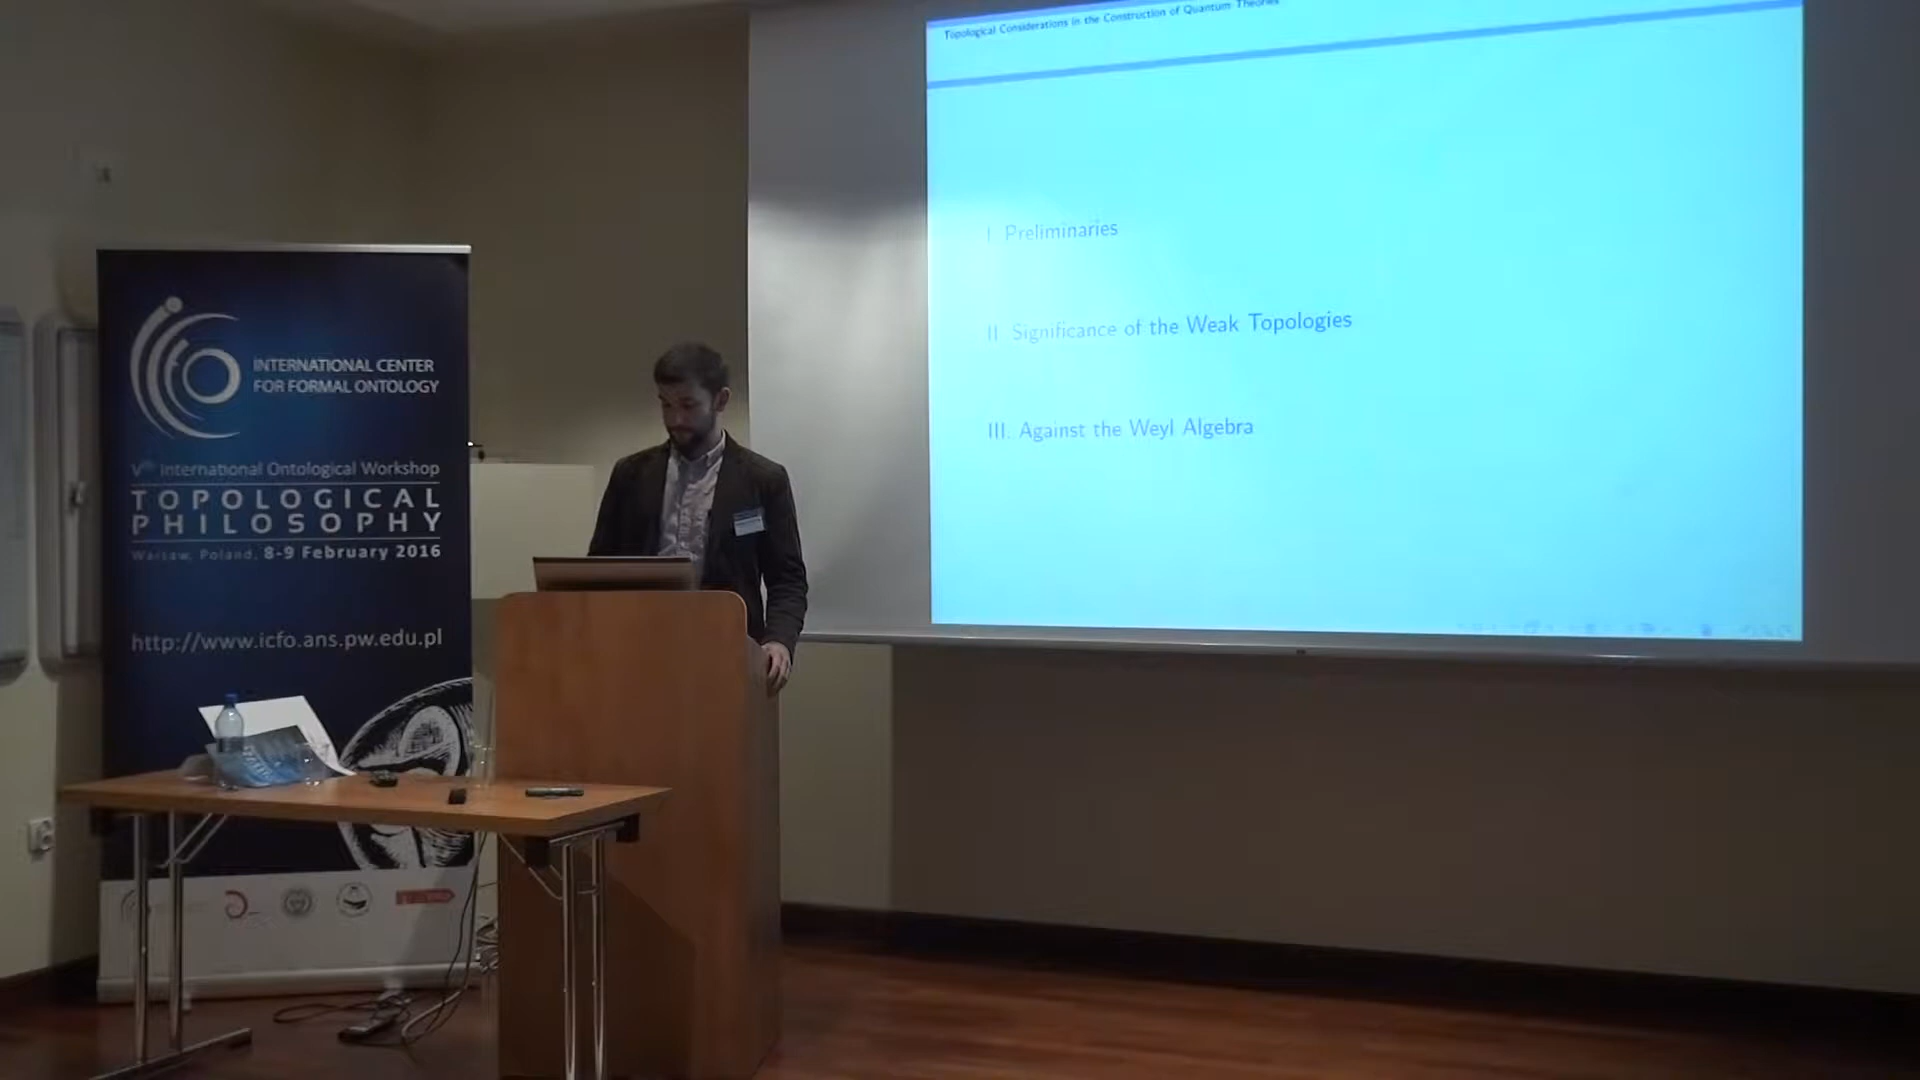 Topological Considerations in the Construction of Quantum Theories
I Preliminaries
II Significance of the Weak Topologies
III. Against the Weyl Algebra
INTERNATIONAL CENTER
FOR FORMAL ONTOLOGY
Vth International Ontological Workshop
TOPOLOGICAL
PHILOSOPHY
Warsaw, Poland, 8-9 February 2016
http://www.icfo.ans.pw.edu.pl